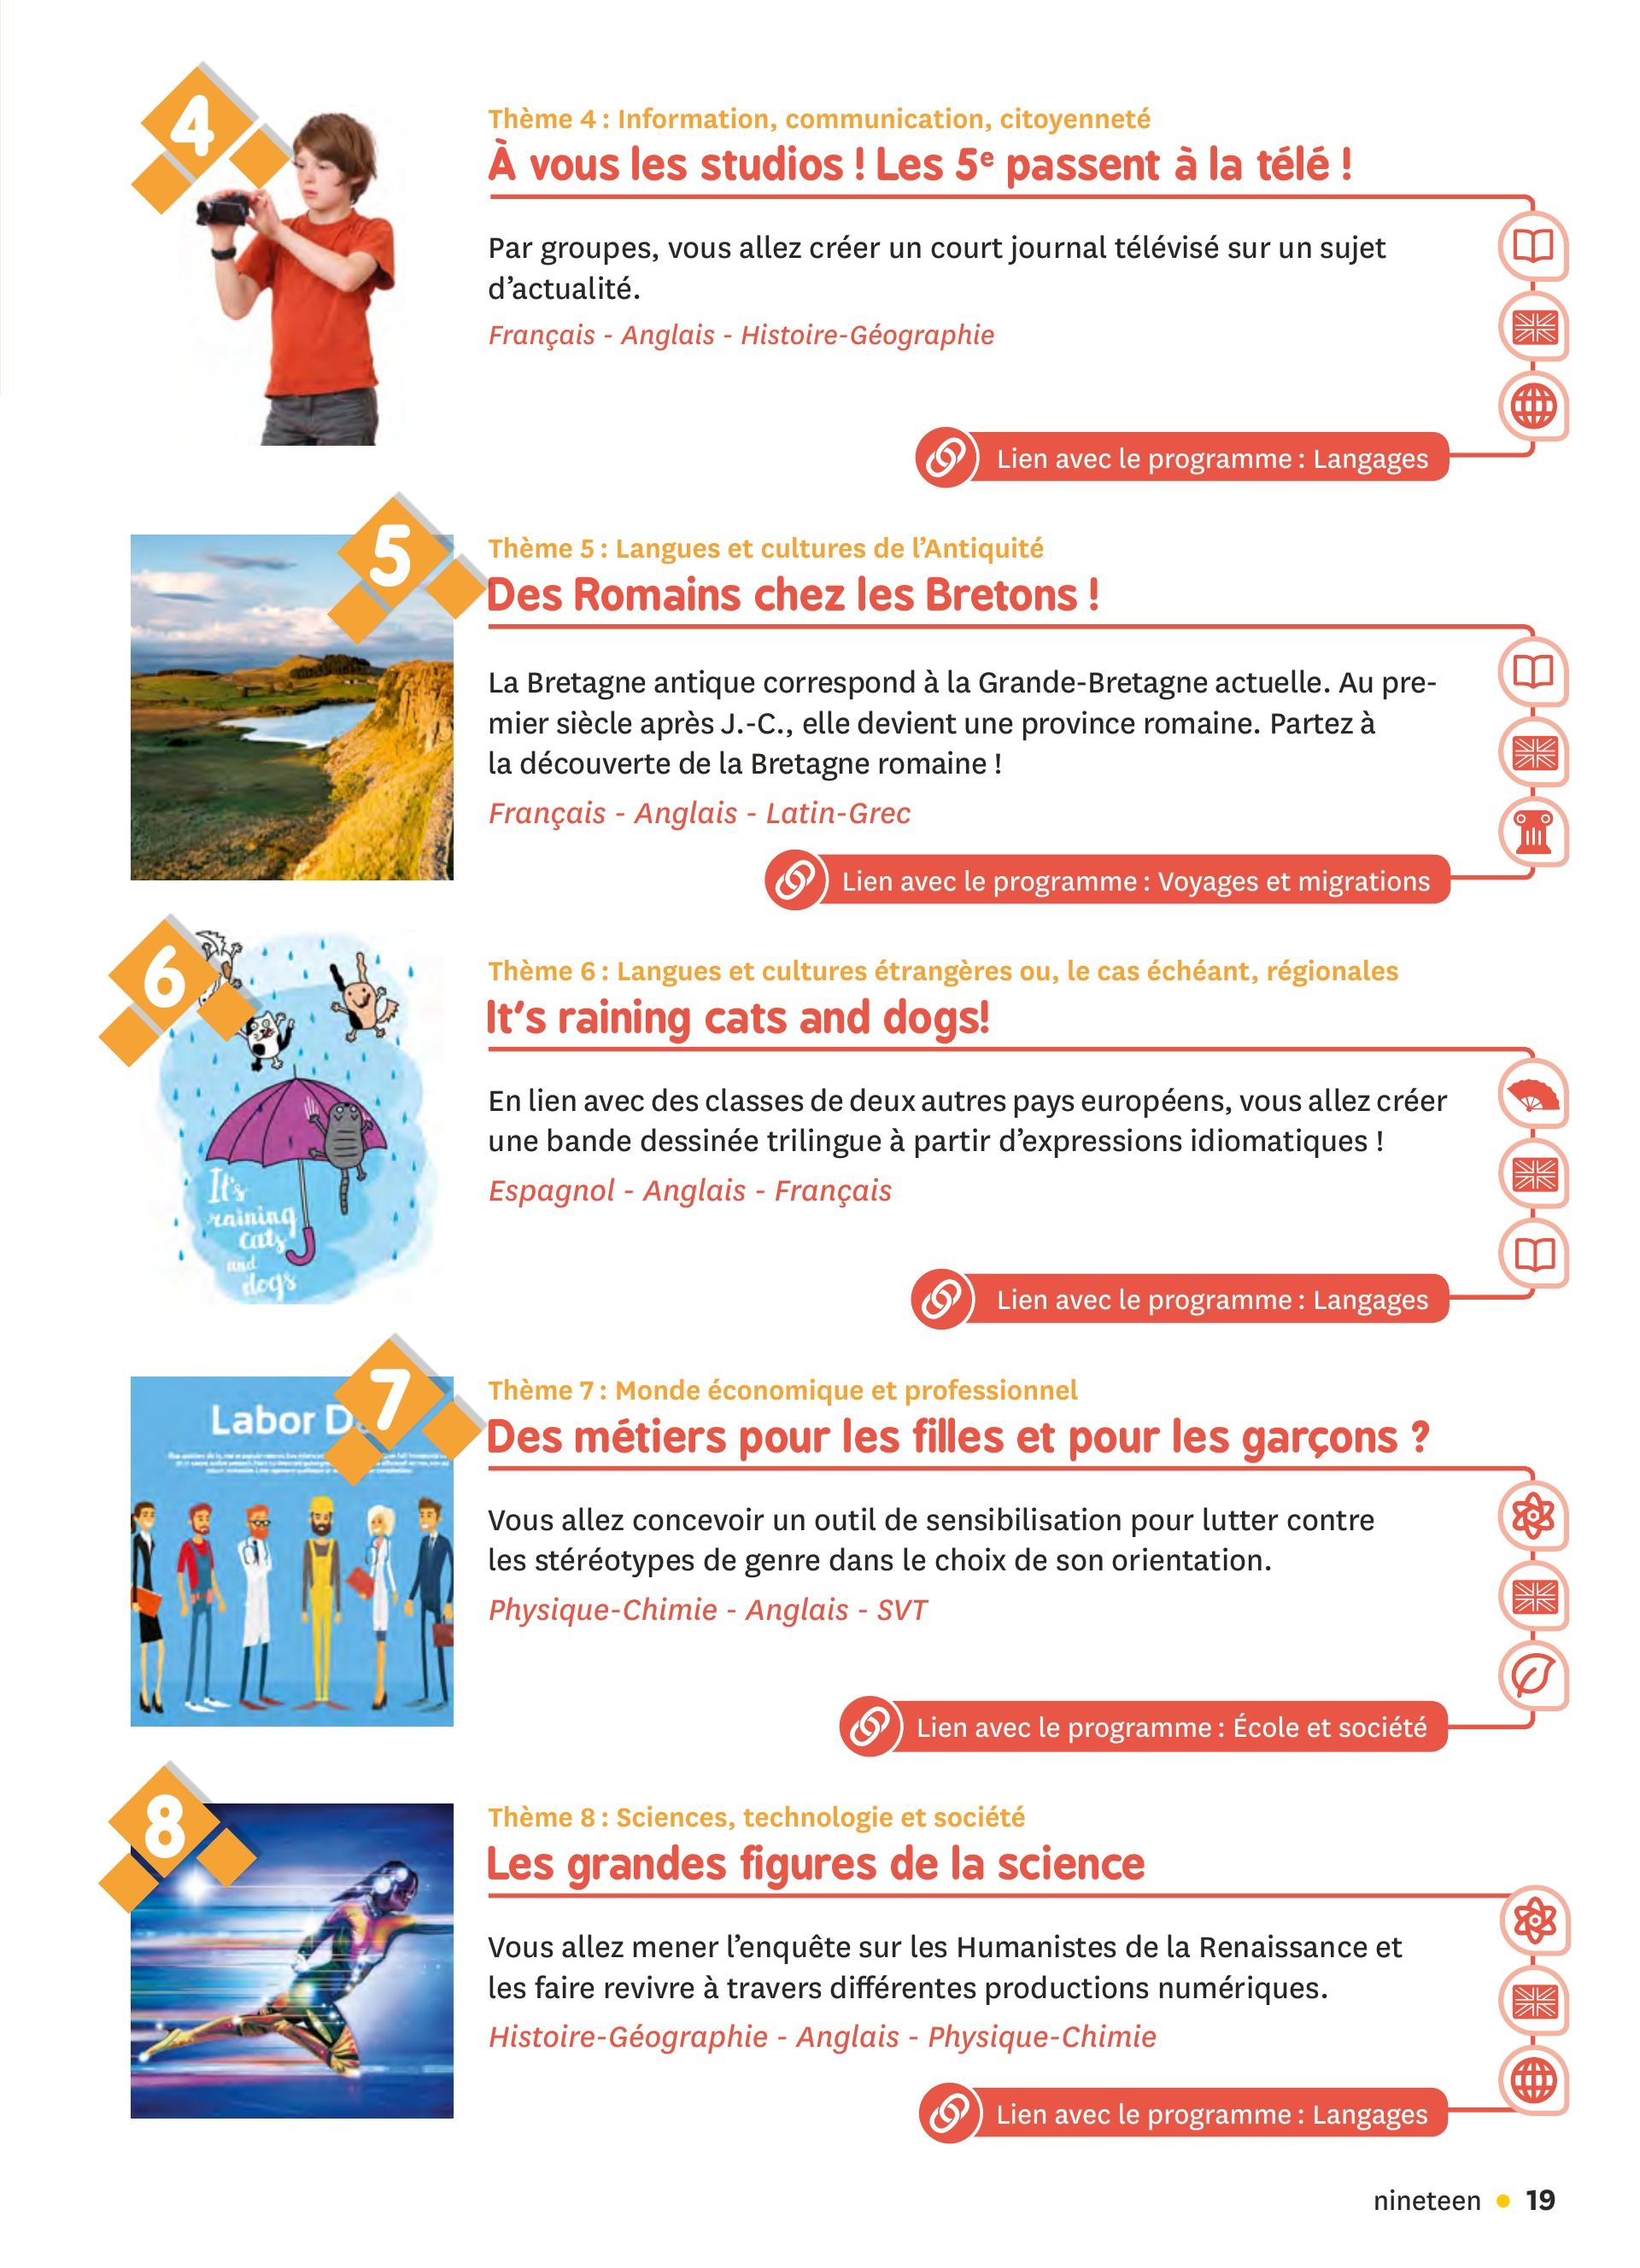 4
Thème 4 : Information, communication, citoyenneté
À vous les studios ! Les 5e passent à la télé !
Par groupes, vous allez créer un court journal télévisé sur un sujet
d’actualité.
Français - Anglais - Histoire-Géographie
Lien avec le programme : Langages
5
Thème 5 : Langues et cultures de l’Antiquité
Des Romains chez les Bretons !
La Bretagne antique correspond à la Grande-Bretagne actuelle. Au pre-
mier siècle après J.-C., elle devient une province romaine. Partez à
la découverte de la Bretagne romaine !
Français - Anglais - Latin-Grec
Lien avec le programme : Voyages et migrations
6
Thème 6 : Langues et cultures étrangères ou, le cas échéant, régionales
It’s raining cats and dogs!
En lien avec des classes de deux autres pays européens, vous allez créer
une bande dessinée trilingue à partir d’expressions idiomatiques !
Espagnol - Anglais - Français
It's
raining
cats
and
dogs
Lien avec le programme : Langages
7
Labor D
Thème 7 : Monde économique et professionnel
Des métiers pour les filles et pour les garçons ?
Vous allez concevoir un outil de sensibilisation pour lutter contre
les stéréotypes de genre dans le choix de son orientation.
Physique-Chimie - Anglais - SVT
Lien avec le programme : École et société
8
Thème 8 : Sciences, technologie et société
Les grandes figures de la science
Vous allez mener l’enquête sur les Humanistes de la Renaissance et
les faire revivre à travers différentes productions numériques.
Histoire-Géographie - Anglais - Physique-Chimie
Lien avec le programme : Langages
nineteen • 19